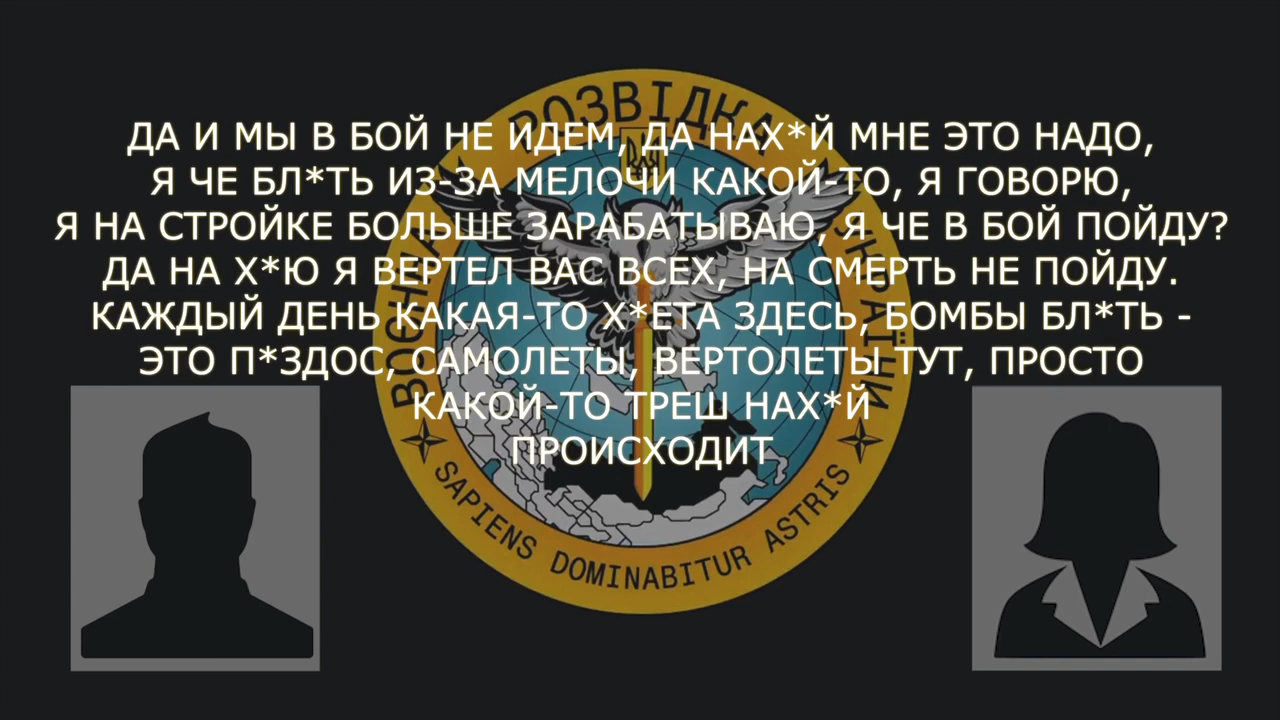 ДА И МЫ В БОЙ НЕ ИДЕМ, ДА НАХ*Й МНЕ ЭТО НАДО,
Я ЧЕ БЛ*ТЬ ИЗ-ЗА МЕЛОЧИ КАКОЙ-ТО, Я ГОВОРЮ,
Я НА СТРОЙКЕ БОЛЬШЕ ЗАРАБАТЫВАЮ, Я ЧЕ В БОЙ ПОЙДУ?
ДА НА Х*Ю Я ВЕРТЕЛ ВАС ВСЕХ, НА СМЕРТЬ НЕ ПОЙДУ.
КАЖДЫЙ ДЕНЬ КАКАЯ-ТО Х*ЕТА ЗДЕСЬ, БОМБЫ БЛ*ТЬ -
ЭТО П*ЗДОС, САМОЛЕТЫ, ВЕРТОЛЕТЫ ТУТ, ПРОСТО
КАКОЙ-ТО ТРЕШ НАХ*Й
ПРОИСХОДИТ
РОЗВІДКА
SAPIENS DOMINABITUR ASTRIS